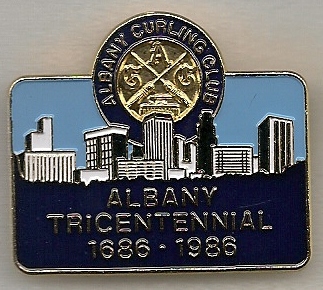 ALBANY CURLING CLUB
ALBANY
TRICENTENNIAL
1686 - 1986